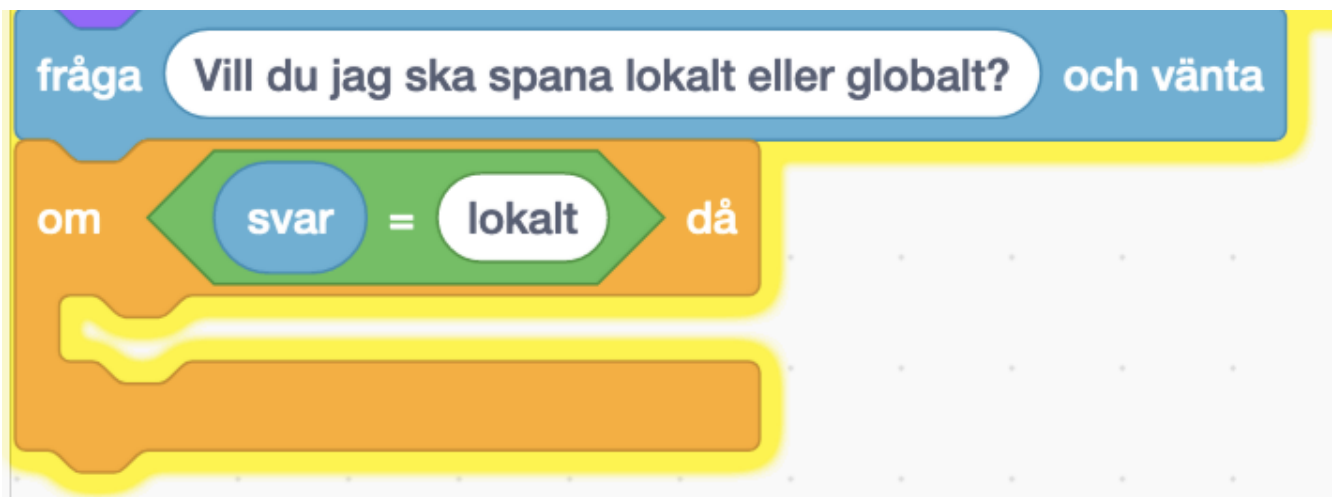 fråga Vill du jag ska spana lokalt eller globalt? och vänta
om svar = lokalt då